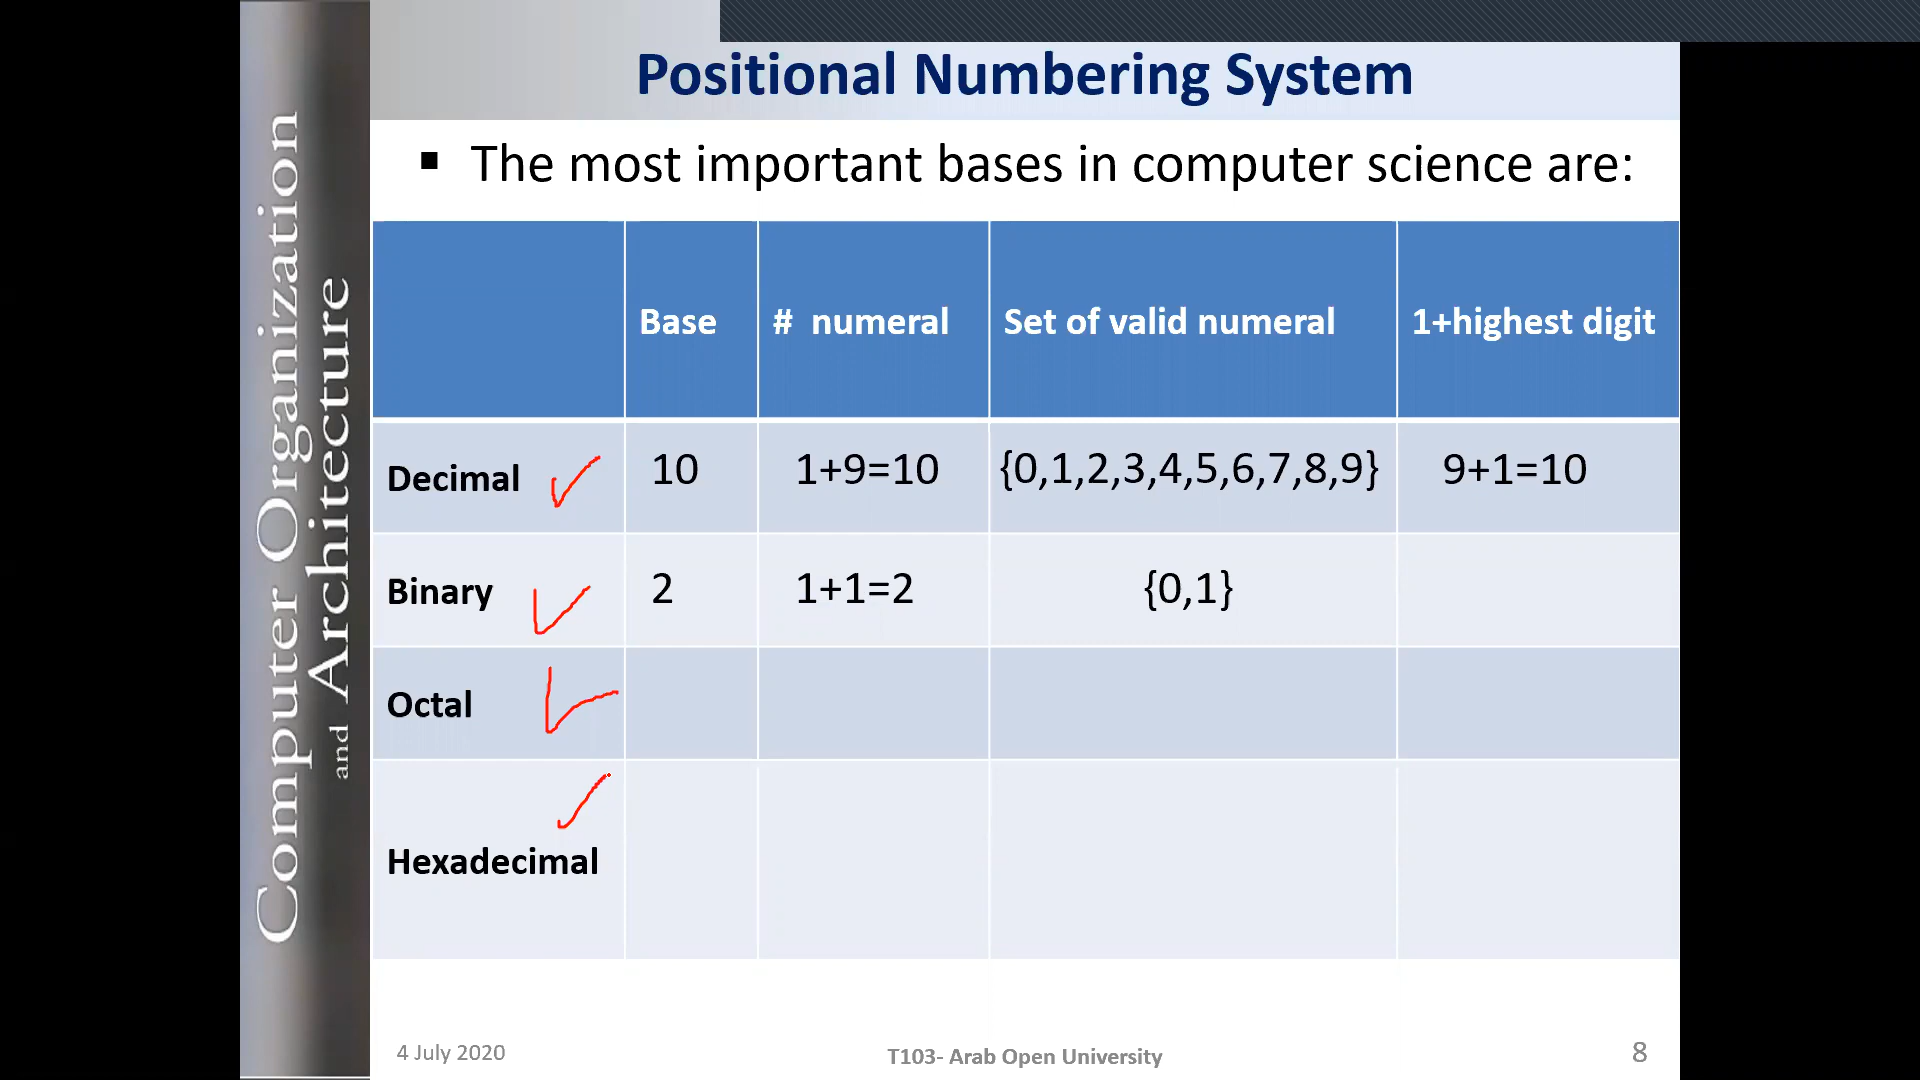 Computer Organization
and Architecture
Positional Numbering System
▪ The most important bases in computer science are:
Base # numeral Set of valid numeral 1+highest digit
Decimal 10 1+9=10 {0,1,2,3,4,5,6,7,8,9} 9+1=10
Binary 2 1+1=2 {0,1}
Octal
Hexadecimal
4 July 2020 T103- Arab Open University 8